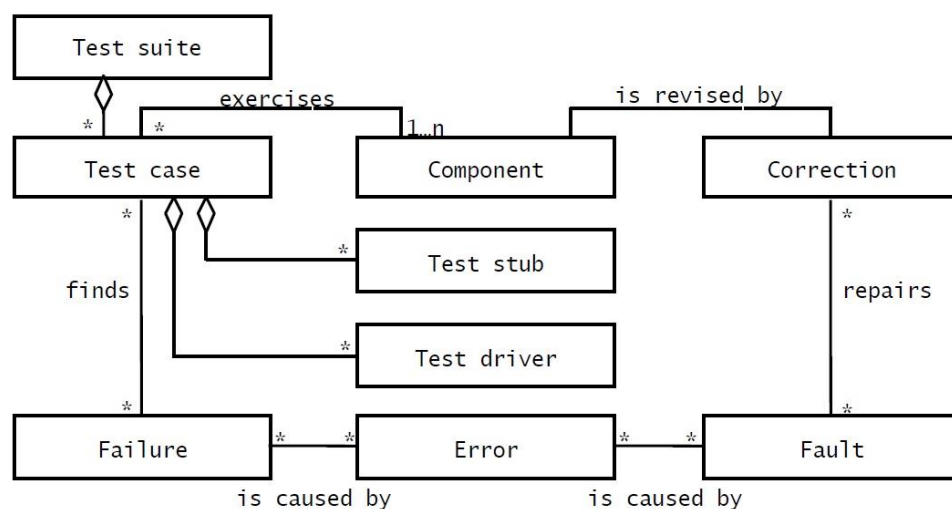 Test suite
exercises
is revised by
*
*
1…n
Test case
Component
Correction
*
*
*
Test stub
finds
repairs
*
Test driver
*
*
Failure
*
*
Error
*
*
Fault
is caused by
is caused by